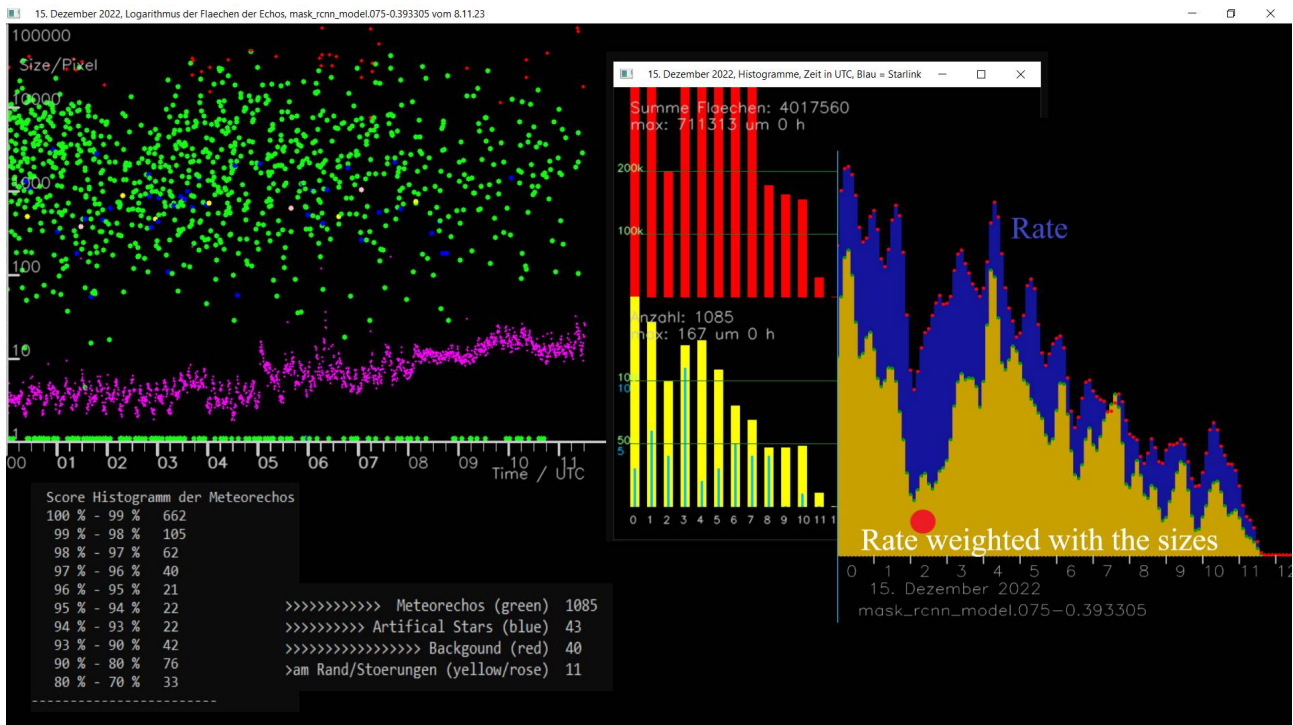 15. Dezember 2022, Logarithmus der Flaechen der Echos, mask_rcnn_model.075-0.393305 vom 8.11.23
100000
Size/Pixel
10000
1000
100
10
1
00 01 02 03 04 05 06 07 08 09 10 11
Time / UTC
Score Histogramm der Meteorechos
100 % - 99 % 662
99 % - 98 % 105
98 % - 97 % 62
97 % - 96 % 40
96 % - 95 % 21
95 % - 94 % 22
94 % - 93 % 22
93 % - 90 % 42
90 % - 80 % 76
80 % - 70 % 33
------------------------
>>>>>>>>>>>> Meteorechos (green) 1085
>>>>>>>>>> Artifical Stars (blue) 43
>>>>>>>>>>>>>>>>> Backgound (red) 40
>am Rand/Stoerungen (yellow/rose) 11
15. Dezember 2022, Histogramme, Zeit in UTC, Blau = Starlink
Summe Flaechen: 4017560
max: 711313 um 0 h
200k
100k
Anzahl: 1085
max: 167 um 0 h
10
50
5
0 1 2 3 4 5 6 7 8 9 10 11 1
Rate
Rate weighted with the sizes
0 1 2 3 4 5 6 7 8 9 10 11 12
15. Dezember 2022
mask_rcnn_model.075-0.393305